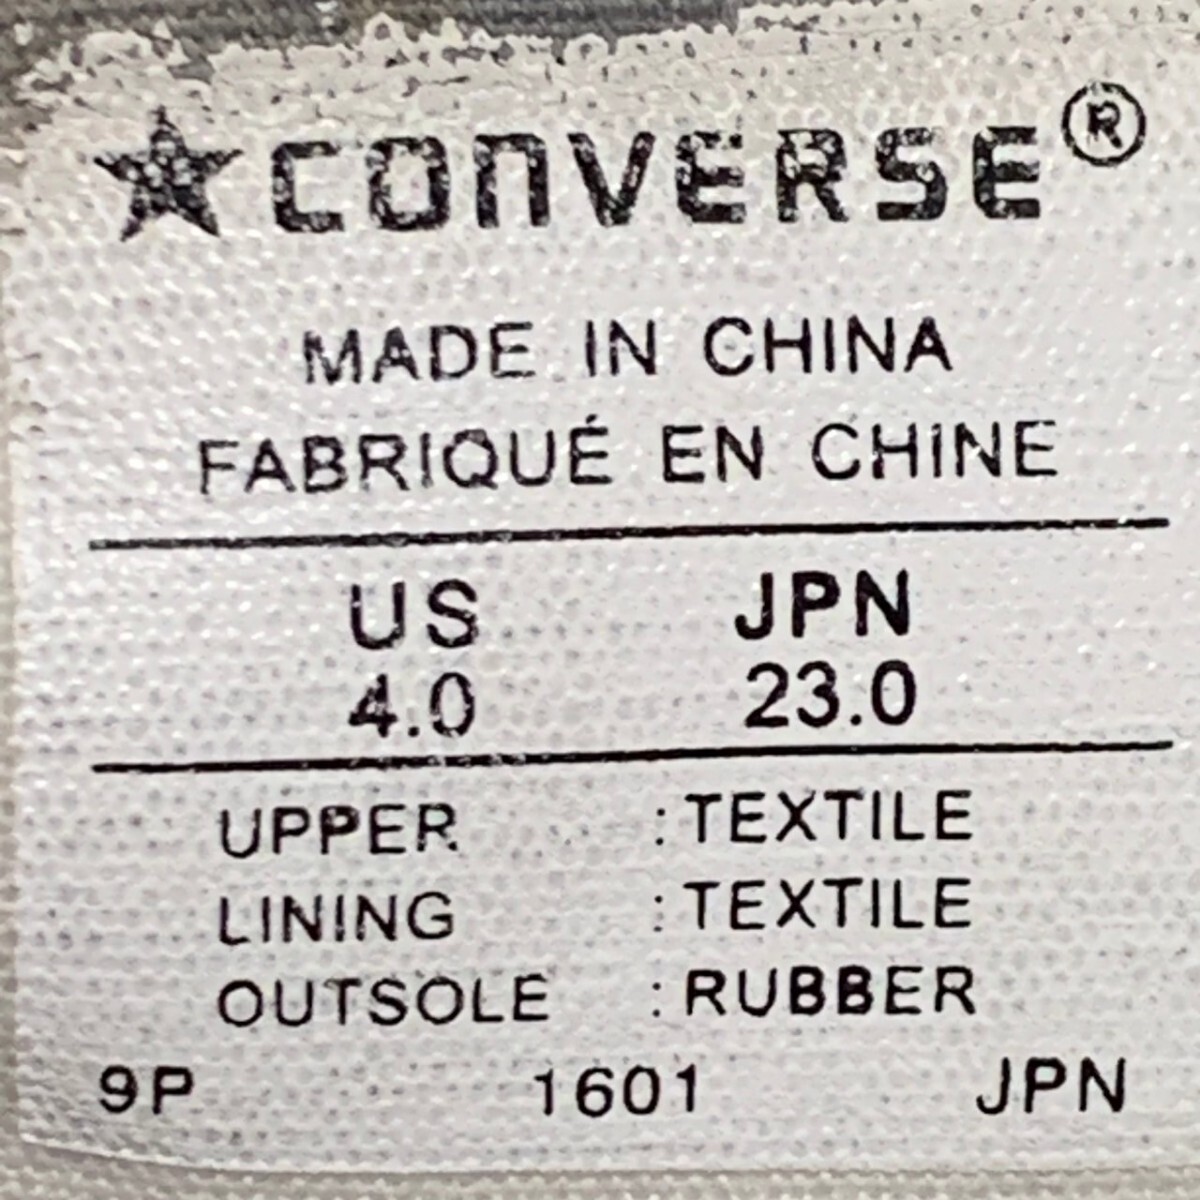 ★CONVERSE®
MADE IN CHINA
FABRIQUÉ EN CHINE
US JPN
4.0 23.0
UPPER : TEXTILE
LINING : TEXTILE
OUTSOLE : RUBBER
9P 1601 JPN